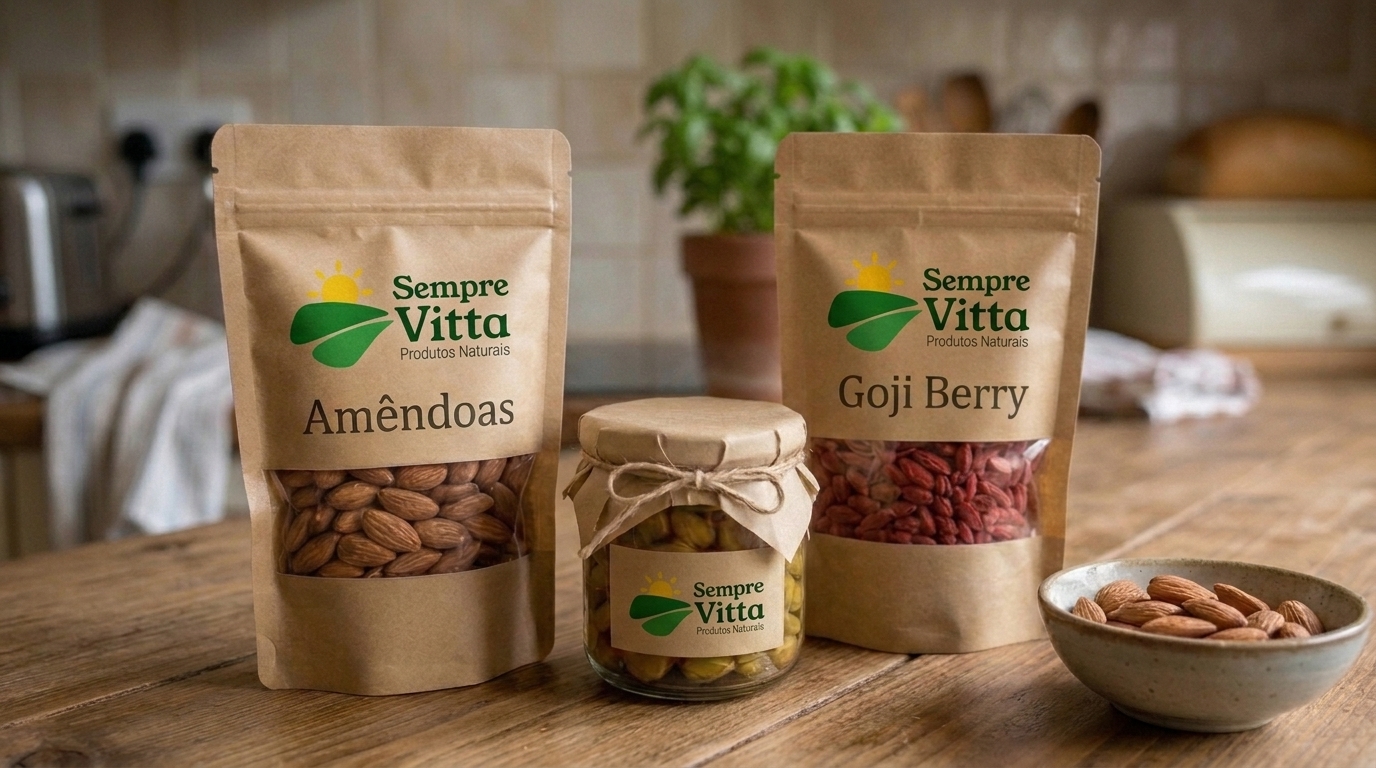 Sempre
Vitta
Produtos Naturais
Amêndoas
Sempre
Vitta
Produtos Naturais
Goji Berry
Sempre
Vitta
Produtos Naturais